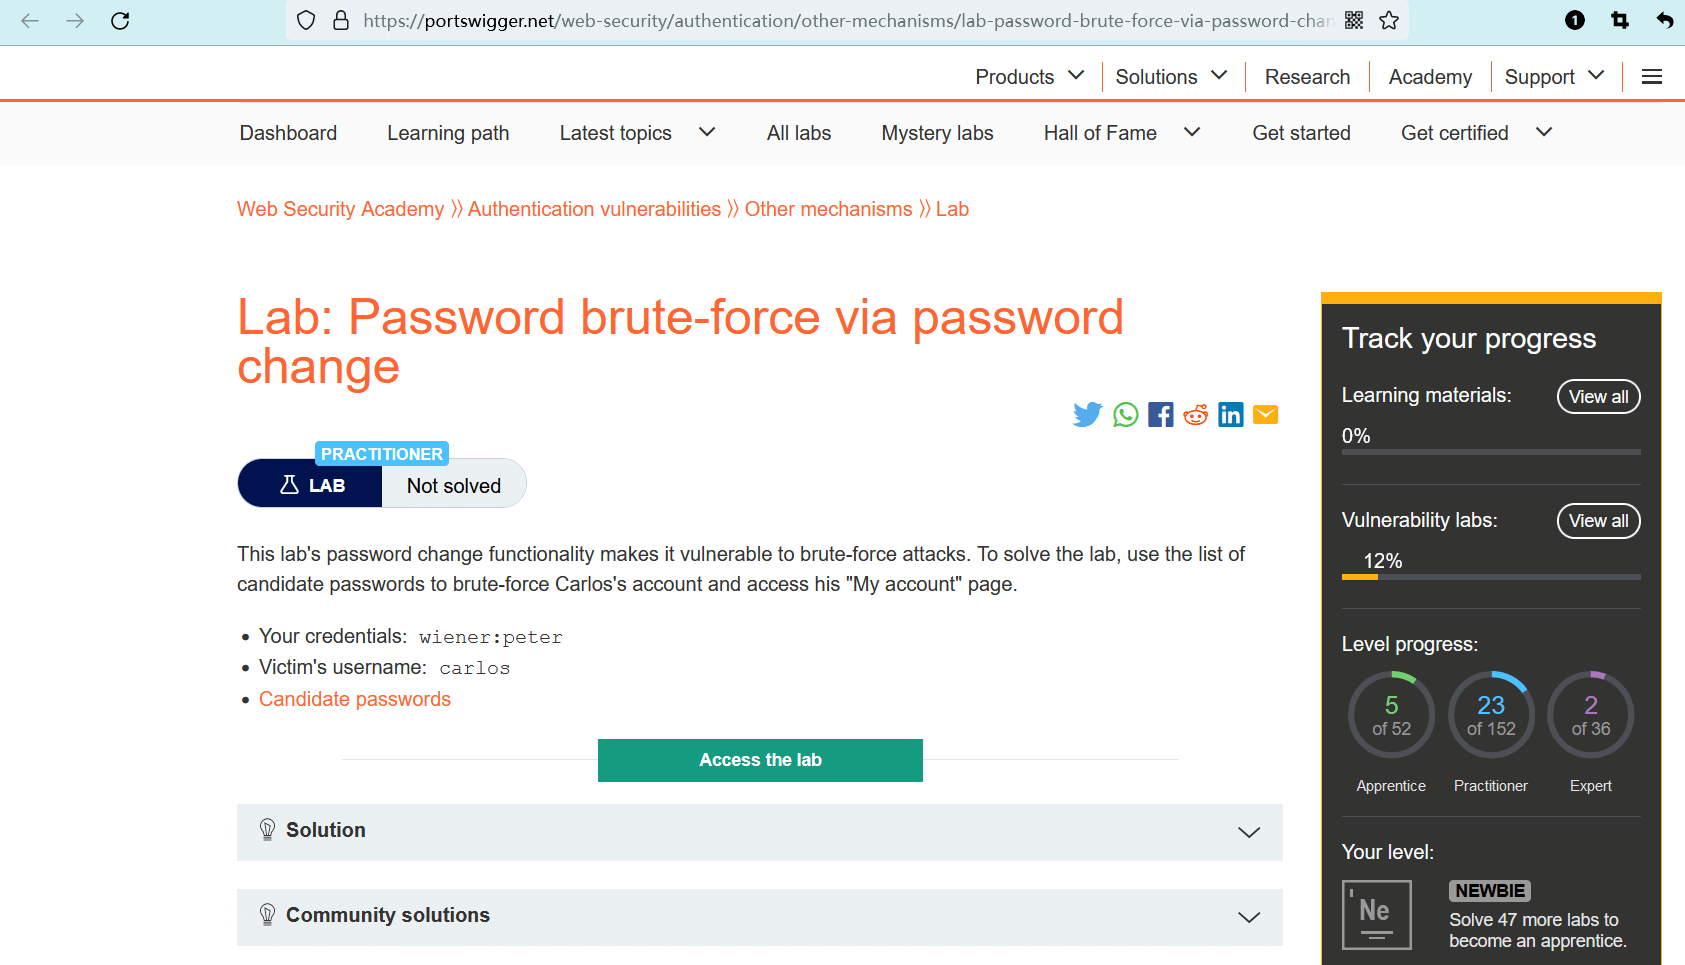 https://portswigger.net/web-security/authentication/other-mechanisms/lab-password-brute-force-via-password-chan
1
Products
Solutions
Research
Academy
Support
Dashboard
Learning path
Latest topics
All labs
Mystery labs
Hall of Fame
Get started
Get certified
Web Security Academy ⟩⟩ Authentication vulnerabilities ⟩⟩ Other mechanisms ⟩⟩ Lab
Lab: Password brute-force via password
change
PRACTITIONER
LAB
Not solved
This lab's password change functionality makes it vulnerable to brute-force attacks. To solve the lab, use the list of
candidate passwords to brute-force Carlos's account and access his "My account" page.
• Your credentials: wiener:peter
• Victim's username: carlos
• Candidate passwords
Access the lab
Solution
Community solutions
Track your progress
Learning materials:
View all
0%
Vulnerability labs:
View all
12%
Level progress:
5
of 52
23
of 152
2
of 36
Apprentice
Practitioner
Expert
Your level:
Ne
NEWBIE
Solve 47 more labs to
become an apprentice.